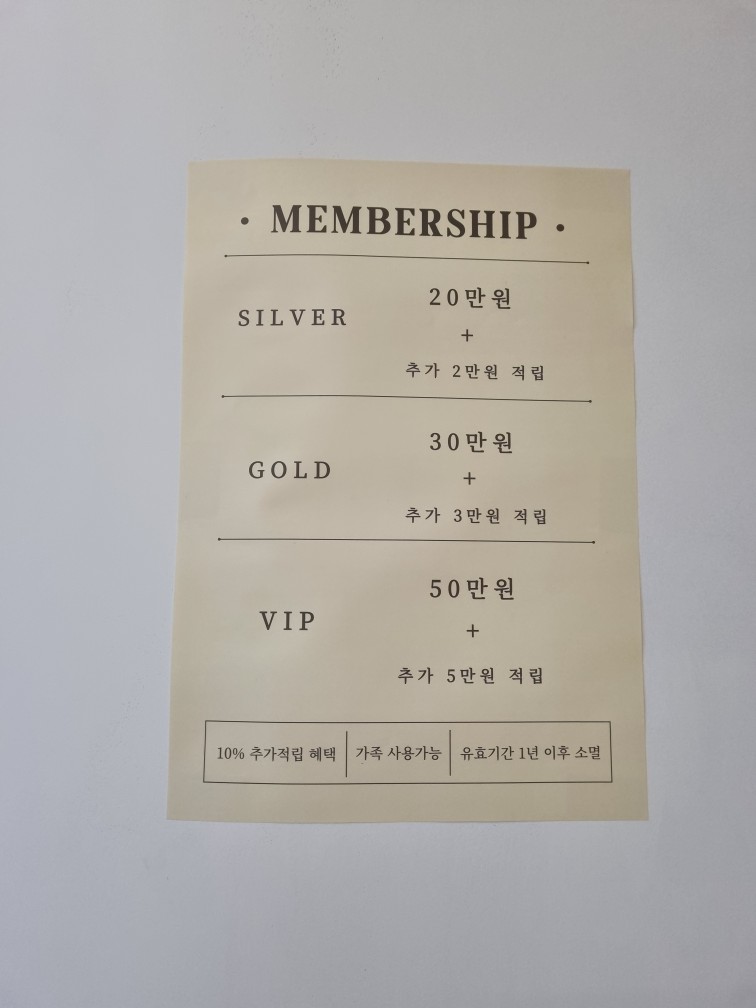 · MEMBERSHIP ·
SILVER
20만원
+
추가 2만원 적립
GOLD
30만원
+
추가 3만원 적립
VIP
50만원
+
추가 5만원 적립
10% 추가적립 혜택 가족 사용가능 유효기간 1년 이후 소멸